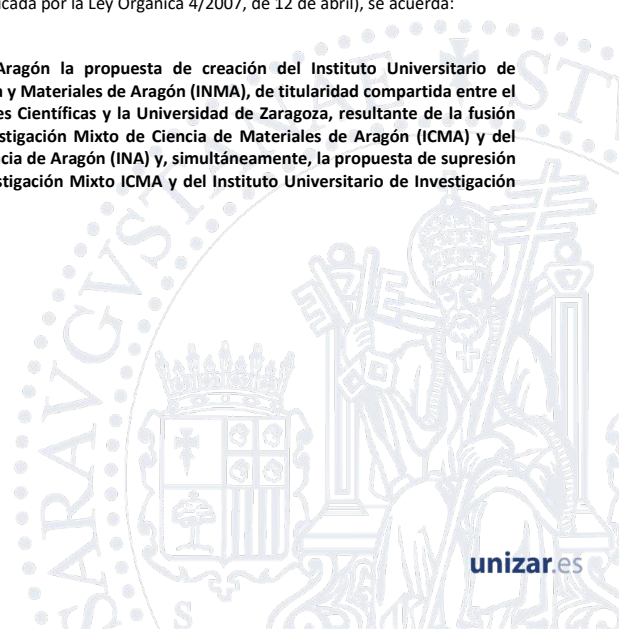 icada por la Ley Orgánica 4/2007, de 12 de abril), se acuerda:
Aragón la propuesta de creación del Instituto Universitario de
n y Materiales de Aragón (INMA), de titularidad compartida entre el
es Científicas y la Universidad de Zaragoza, resultante de la fusión
stigación Mixto de Ciencia de Materiales de Aragón (ICMA) y del
ncia de Aragón (INA) y, simultáneamente, la propuesta de supresión
stigación Mixto ICMA y del Instituto Universitario de Investigación
unizar.es